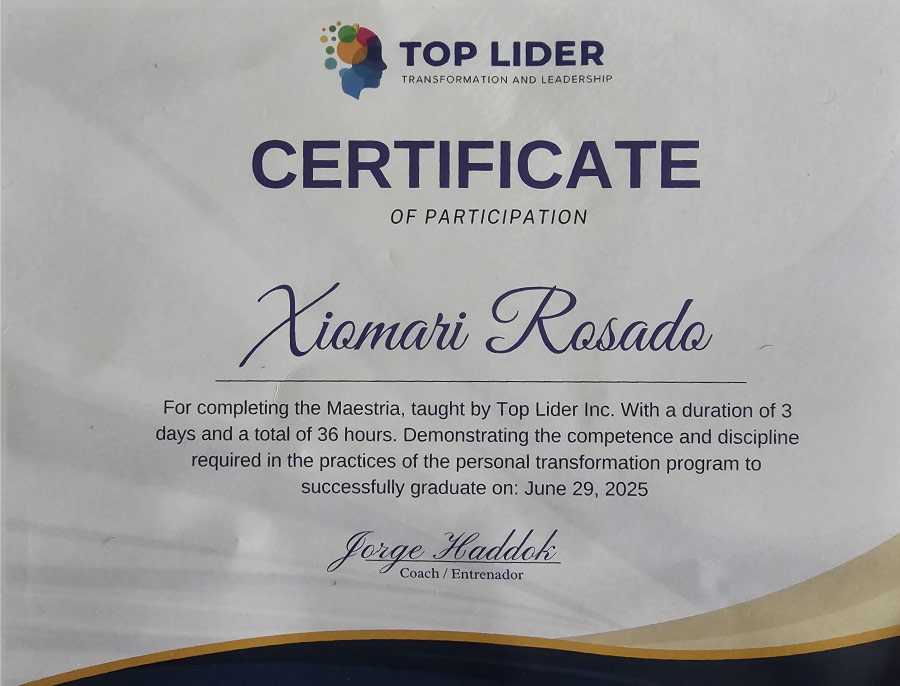 TOP LIDER
TRANSFORMATION AND LEADERSHIP
CERTIFICATE
OF PARTICIPATION
Xiomari Rosado
For completing the Maestria, taught by Top Lider Inc. With a duration of 3
days and a total of 36 hours. Demonstrating the competence and discipline
required in the practices of the personal transformation program to
successfully graduate on: June 29, 2025
Jorge Haddok
Coach / Entrenador